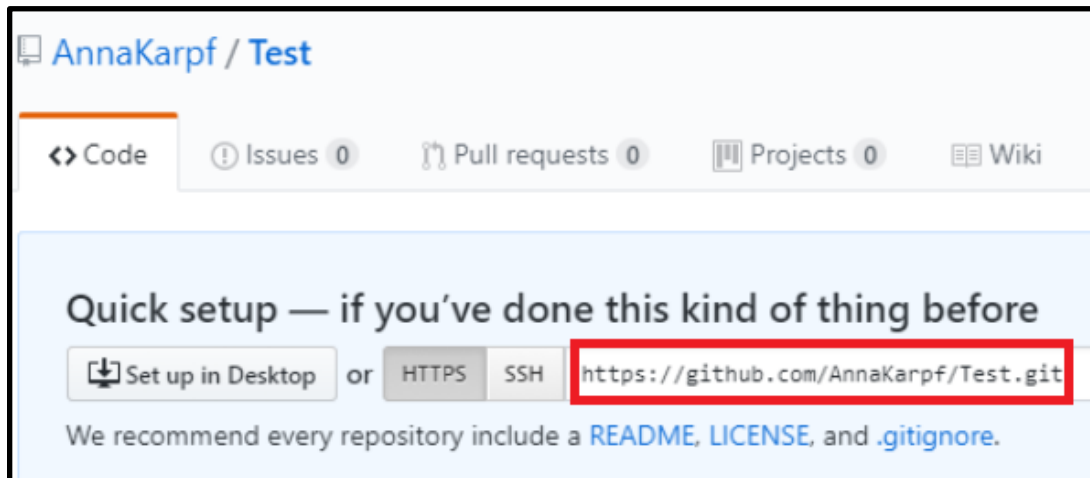 AnnaKarpf / Test
Code Issues 0 Pull requests 0 Projects 0 Wiki
Quick setup — if you’ve done this kind of thing before
Set up in Desktop or HTTPS SSH https://github.com/AnnaKarpf/Test.git
We recommend every repository include a README, LICENSE, and .gitignore.